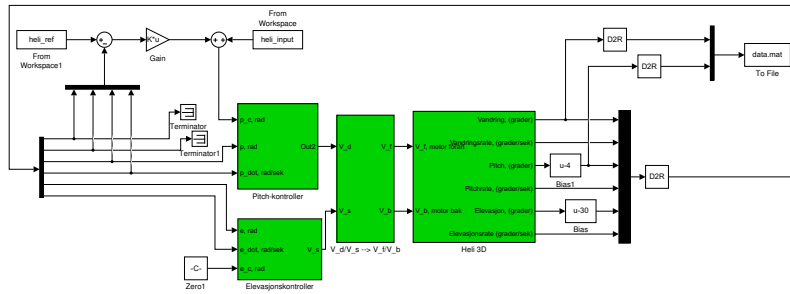 heli_ref
From
Workspace1
K*u
Gain
From
Workspace
heli_input
D2R
D2R
data.mat
To File
Terminator
Terminator1
p_c, rad
p, rad
p_dot, rad/sek
Out2
Pitch-kontroller
V_d
V_s
V_f
V_b
V_d/V_s --> V_f/V_b
V_f, motor foran
V_b, motor bak
Vandring, (grader)
Vandringsrate, (grader/sek)
Pitch, (grader)
Pitchrate, (grader/sek)
Elevasjon, (grader)
Elevasjonsrate (grader/sek)
Heli 3D
u-4
Bias1
u-30
Bias
D2R
e, rad
e_dot, rad/sek
e_c, rad
V_s
Elevasjonskontroller
-C-
Zero1